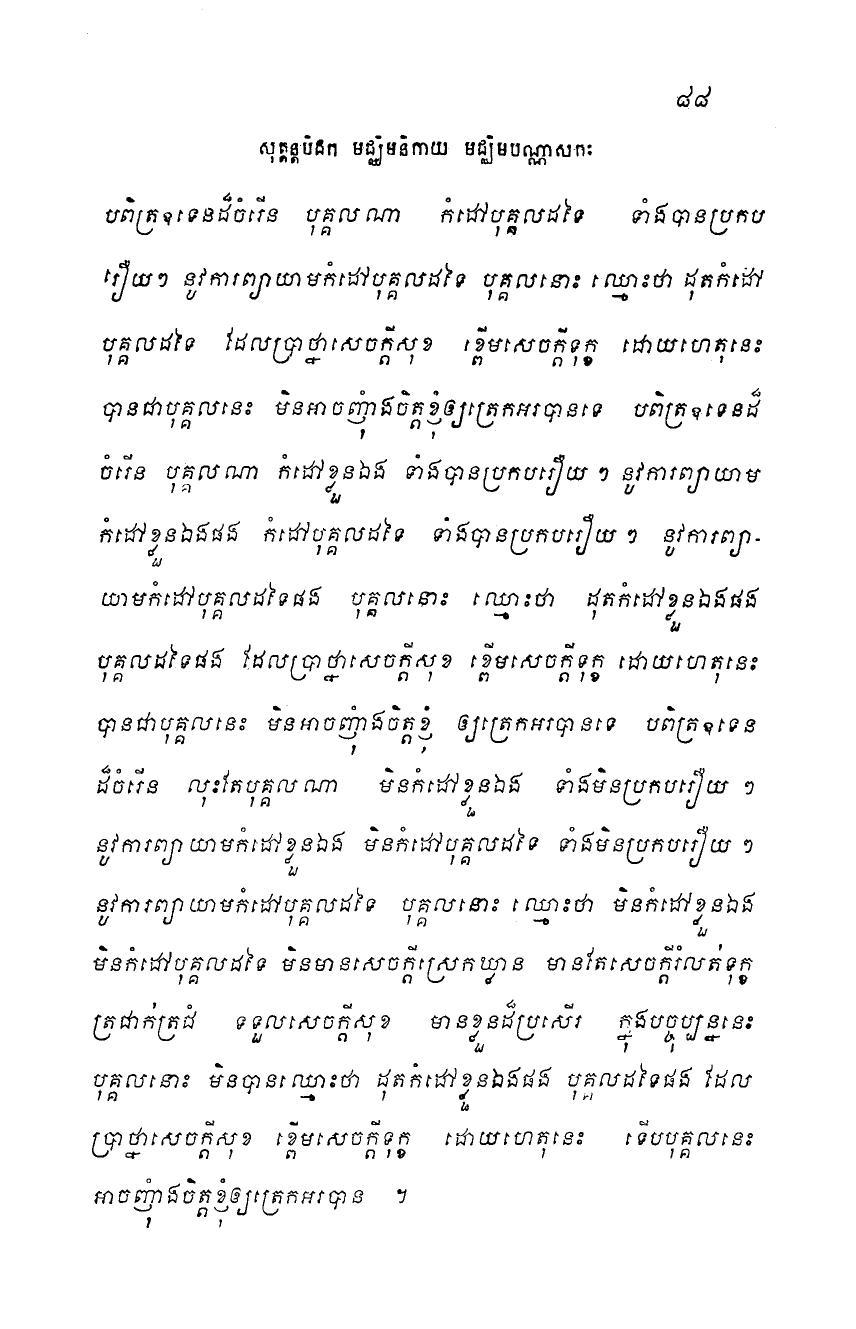 ៨៨
សុត្តន្តបិដក មជ្ឈិមនិកាយ មជ្ឈិមបណ្ណាសកៈ
បពិត្រឧទេនដ៏ចំរើន បុគ្គលណា កំដៅបុគ្គលដទៃ ទាំងបានប្រកប
រឿយៗ នូវការព្យាយាមកំដៅបុគ្គលដទៃ បុគ្គលនោះ ឈ្មោះថា ដុតកំដៅ
បុគ្គលដទៃ ដែលប្រាថ្នាសេចក្តីសុខ ខ្ពើមសេចក្តីទុក្ខ ដោយហេតុនេះ
បានជាបុគ្គលនេះ មិនអាចញុំាងចិត្តខ្ញុំឲ្យត្រេកអរបានទេ បពិត្រឧទេនដ៏
ចំរើន បុគ្គលណា កំដៅខ្លួនឯង ទាំងបានប្រកបរឿយ ៗ នូវការព្យាយាម
កំដៅខ្លួនឯងផង កំដៅបុគ្គលដទៃ ទាំងបានប្រកបរឿយ ៗ នូវការព្យា-
យាមកំដៅបុគ្គលដទៃផង បុគ្គលនោះ ឈ្មោះថា ដុតកំដៅខ្លួនឯងផង
បុគ្គលដទៃផង ដែលប្រាថ្នាសេចក្តីសុខ ខ្ពើមសេចក្តីទុក្ខ ដោយហេតុនេះ
បានជាបុគ្គលនេះ មិនអាចញុំាងចិត្តខ្ញុំ ឲ្យត្រេកអរបានទេ បពិត្រឧទេន
ដ៏ចំរើន លុះតែបុគ្គលណា មិនកំដៅខ្លួនឯង ទាំងមិនប្រកបរឿយ ៗ
នូវការព្យាយាមកំដៅខ្លួនឯង មិនកំដៅបុគ្គលដទៃ ទាំងមិនប្រកបរឿយ ៗ
នូវការព្យាយាមកំដៅបុគ្គលដទៃ បុគ្គលនោះ ឈ្មោះថា មិនកំដៅខ្លួនឯង
មិនកំដៅបុគ្គលដទៃ មិនមានសេចក្តីស្រេកឃ្លាន មានតែសេចក្តីរំលត់ទុក្ខ
ត្រជាក់ត្រជំ ទទួលសេចក្តីសុខ មានខ្លួនដ៏ប្រសើរ ក្នុងបច្ចុប្បន្ននេះ
បុគ្គលនោះ មិនបានឈ្មោះថា ដុតកំដៅខ្លួនឯងផង បុគ្គលដទៃផង ដែល
ប្រាថ្នាសេចក្តីសុខ ខ្ពើមសេចក្តីទុក្ខ ដោយហេតុនេះ ទើបបុគ្គលនេះ
អាចញុំាងចិត្តខ្ញុំឲ្យត្រេកអរបាន ។